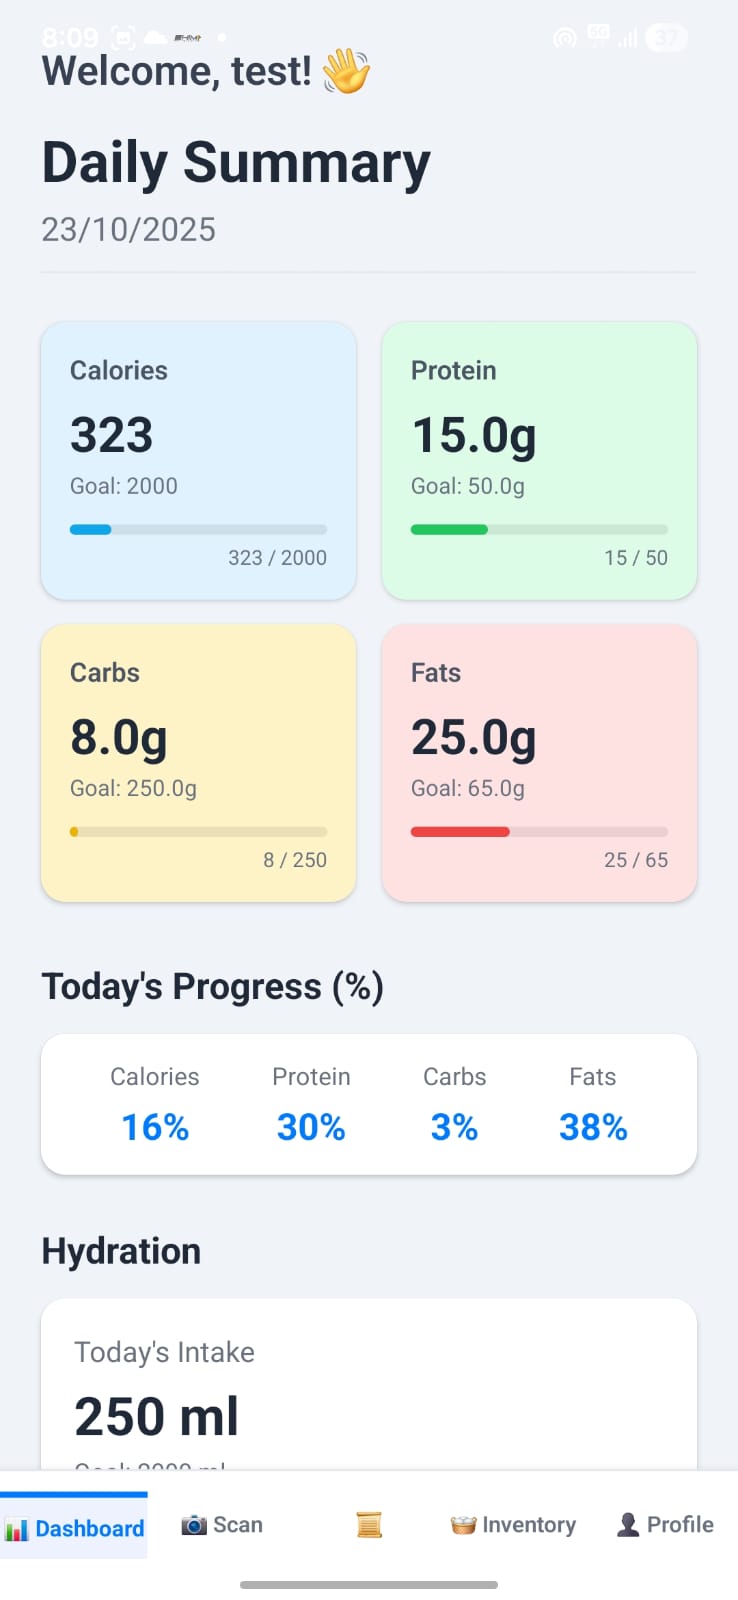 8:09
5G
37
Welcome, test! 👋
Daily Summary
23/10/2025
Calories
323
Goal: 2000
323 / 2000
Protein
15.0g
Goal: 50.0g
15 / 50
Carbs
8.0g
Goal: 250.0g
8 / 250
Fats
25.0g
Goal: 65.0g
25 / 65
Today's Progress (%)
Calories Protein Carbs Fats
16% 30% 3% 38%
Hydration
Today's Intake
250 ml
Dashboard Scan Inventory Profile